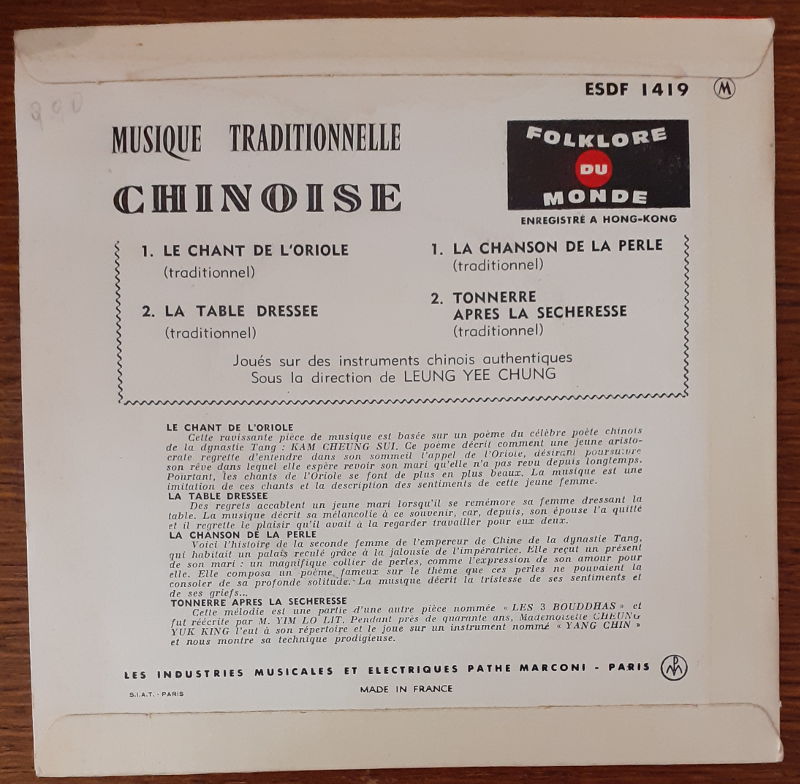 990
ESDF 1419 M
MUSIQUE TRADITIONNELLE
CHINOISE
FOLKLORE
DU
MONDE
ENREGISTRÉ A HONG-KONG
1. LE CHANT DE L'ORIOLE
(traditionnel)
2. LA TABLE DRESSEE
(traditionnel)
1. LA CHANSON DE LA PERLE
(traditionnel)
2. TONNERRE
APRES LA SECHERESSE
(traditionnel)
Joués sur des instruments chinois authentiques
Sous la direction de LEUNG YEE CHUNG
LE CHANT DE L'ORIOLE
Cette ravissante pièce de musique est basée sur un poème du célèbre poète chinois
de la dynastie Tang : KAM CHEUNG SUI. Ce poème décrit comment une jeune aristo-
crate regrette d'entendre dans son sommeil l'appel de l'Oriole, désirant poursuivre
son rêve dans lequel elle espère revoir son mari qu'elle n'a pas revu depuis longtemps.
Pourtant, les chants de l'Oriole se font de plus en plus beaux. La musique est une
imitation de ces chants et la description des sentiments de cette jeune femme.
LA TABLE DRESSEE
Des regrets accablent un jeune mari lorsqu'il se remémore sa femme dressant la
table. La musique décrit sa mélancolie à ce souvenir, car, depuis, son épouse l'a quitté
et il regrette le plaisir qu'il avait à la regarder travailler pour eux deux.
LA CHANSON DE LA PERLE
Voici l'histoire de la seconde femme de l'empereur de Chine de la dynastie Tang,
qui habitait un palais reculé grâce à la jalousie de l'impératrice. Elle reçut un présent
de son mari : un magnifique collier de perles, comme l'expression de son amour pour
elle. Elle composa un poème fameux sur le thème que ces perles ne pouvaient la
consoler de sa profonde solitude. La musique décrit la tristesse de ses sentiments et
de ses griefs...
TONNERRE APRES LA SECHERESSE
Cette mélodie est une partie d'une autre pièce nommée « LES 3 BOUDDHAS » et
fut réécrite par M. YIM LO LIT. Pendant près de quarante ans, Mademoiselle CHEUNG
YUK KING l'eut à son répertoire et le joue sur un instrument nommé « YANG CHIN »
et nous montre sa technique prodigieuse.
LES INDUSTRIES MUSICALES ET ELECTRIQUES PATHE MARCONI - PARIS
S.I.A.T. - PARIS
MADE IN FRANCE